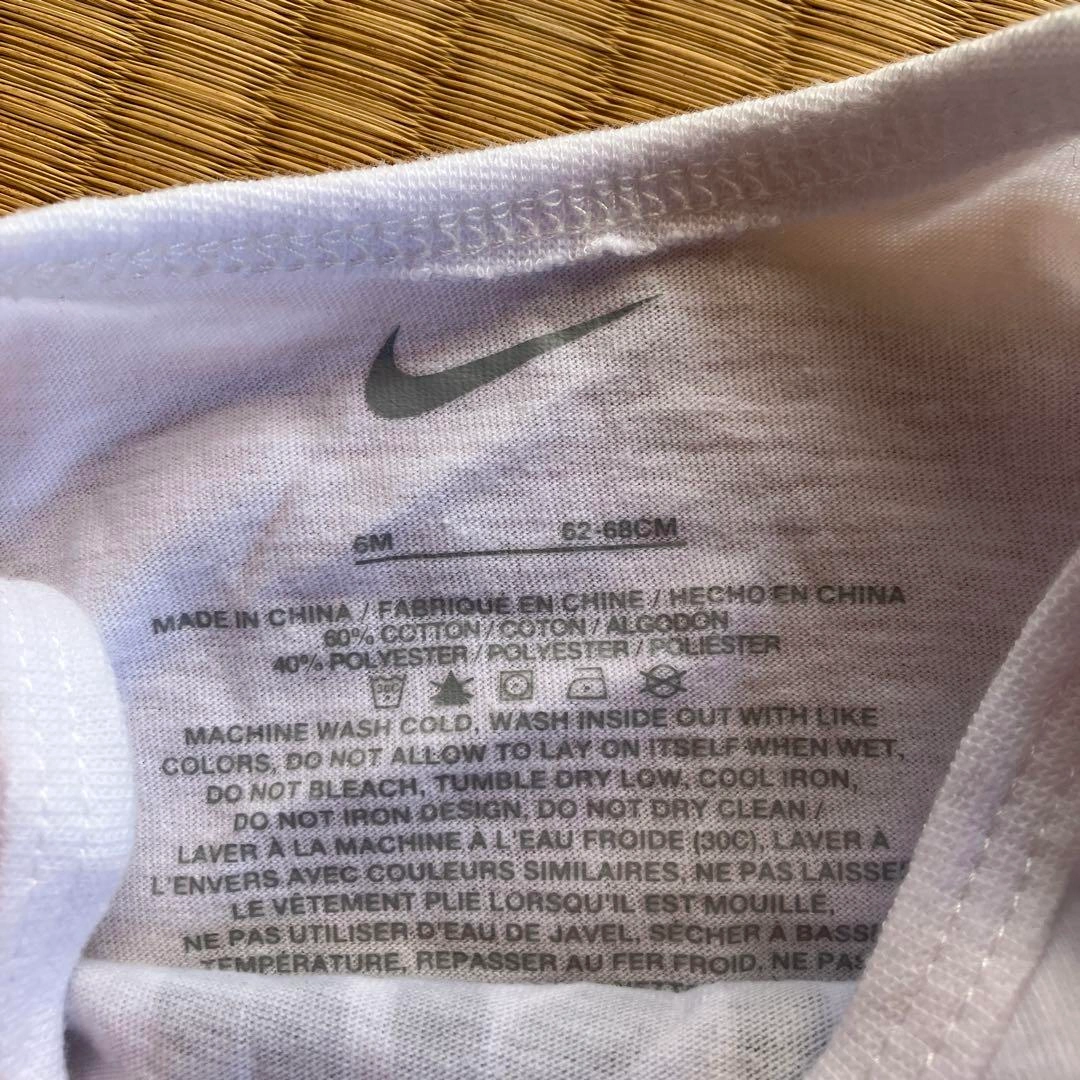 6M 62-68CM
MADE IN CHINA / FABRIQUE EN CHINE / HECHO EN CHINA
60% COTTON / COTON / ALGODON
40% POLYESTER / POLYESTER / POLIESTER
30C
MACHINE WASH COLD, WASH INSIDE OUT WITH LIKE
COLORS, DO NOT ALLOW TO LAY ON ITSELF WHEN WET,
DO NOT BLEACH, TUMBLE DRY LOW, COOL IRON,
DO NOT IRON DESIGN, DO NOT DRY CLEAN /
LAVER À LA MACHINE À L'EAU FROIDE (30C), LAVER À
L'ENVERS AVEC COULEURS SIMILAIRES, NE PAS LAISSE
LE VÊTEMENT PLIE LORSQU'IL EST MOUILLÉ,
NE PAS UTILISER D'EAU DE JAVEL, SÉCHER À BASS
TEMPÉRATURE, REPASSER AU FER FROID, NE PAS